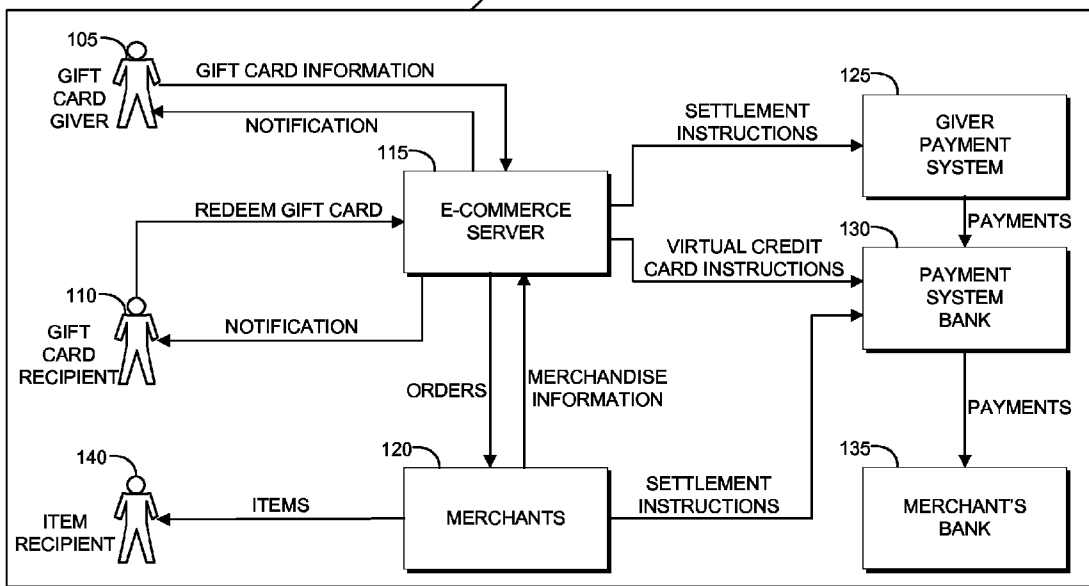 105
GIFT
CARD
GIVER
GIFT CARD INFORMATION
NOTIFICATION
115
E-COMMERCE
SERVER
SETTLEMENT
INSTRUCTIONS
125
GIVER
PAYMENT
SYSTEM
PAYMENTS
REDEEM GIFT CARD
VIRTUAL CREDIT
CARD INSTRUCTIONS
130
PAYMENT
SYSTEM
BANK
110
GIFT
CARD
RECIPIENT
NOTIFICATION
ORDERS
MERCHANDISE
INFORMATION
PAYMENTS
140
ITEM
RECIPIENT
ITEMS
120
MERCHANTS
SETTLEMENT
INSTRUCTIONS
135
MERCHANT'S
BANK